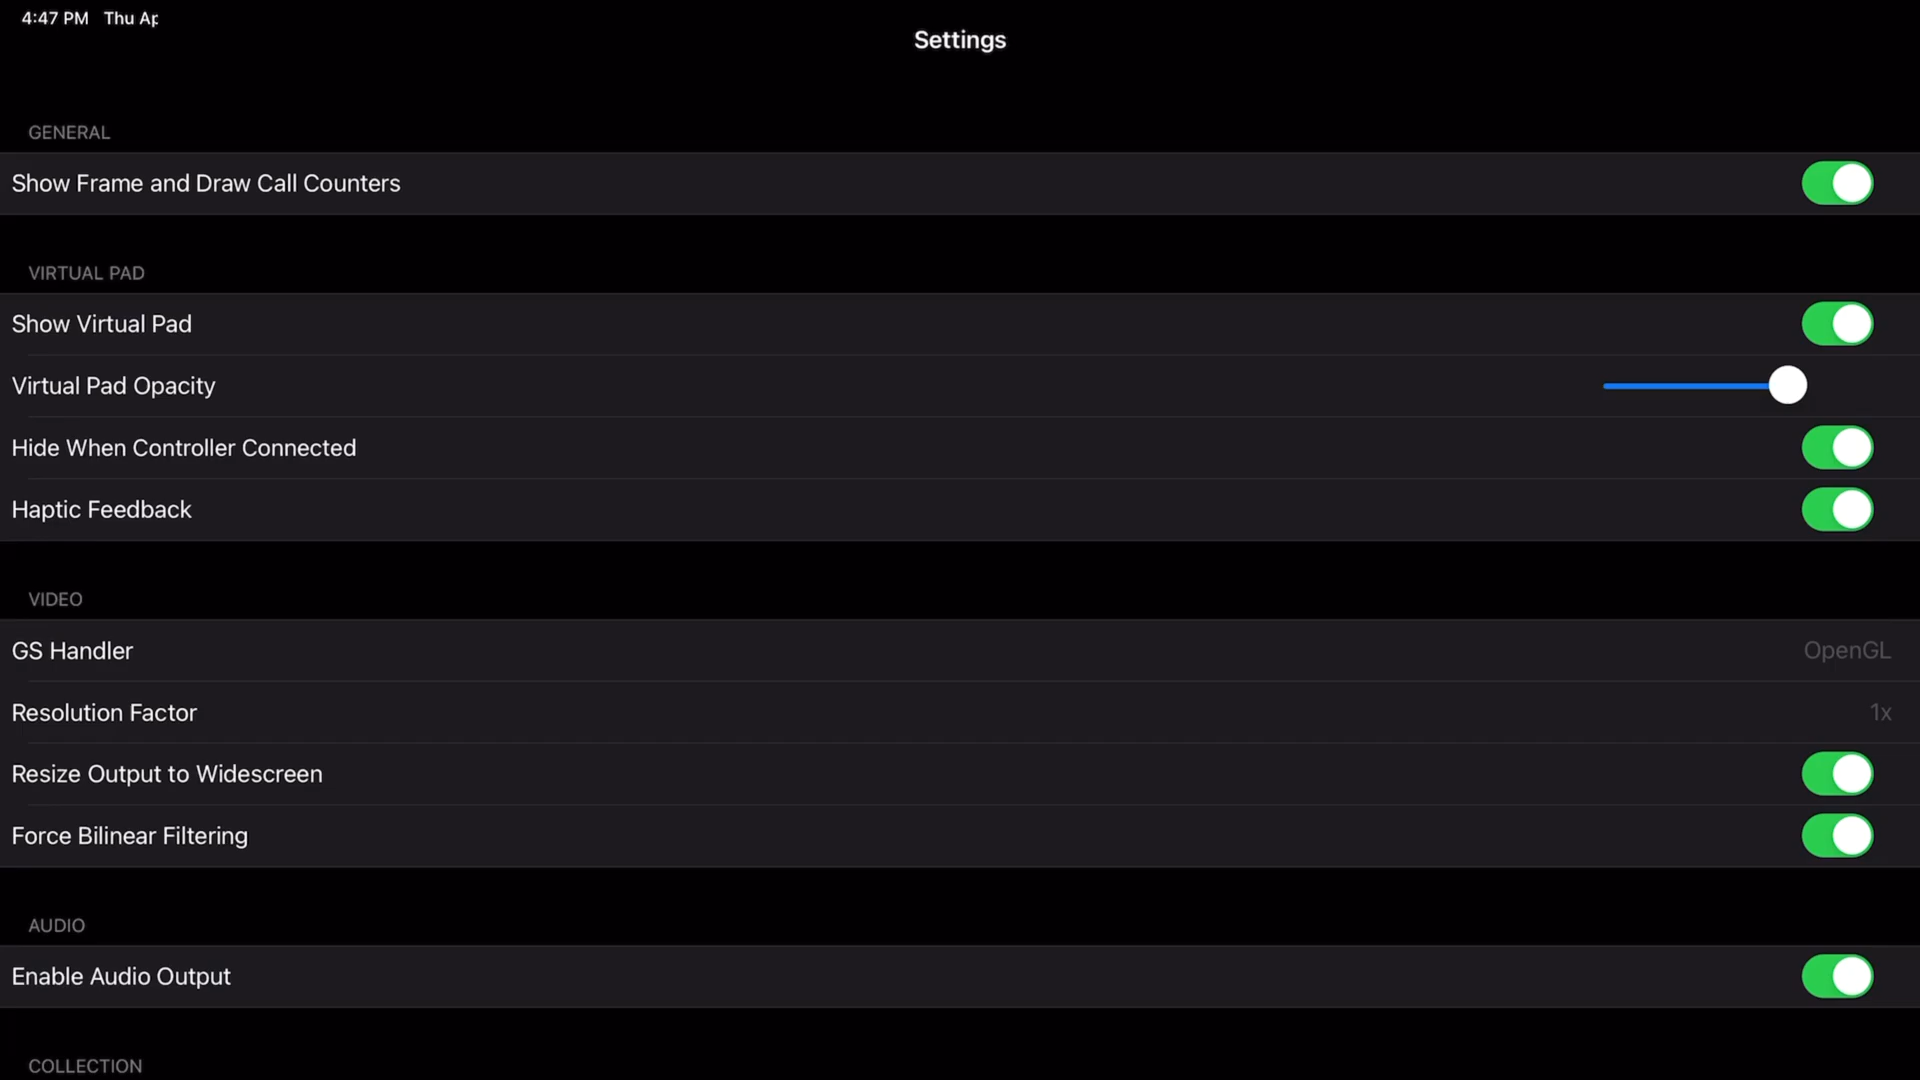 4:47 PM Thu Ap
Settings
GENERAL
Show Frame and Draw Call Counters
VIRTUAL PAD
Show Virtual Pad
Virtual Pad Opacity
Hide When Controller Connected
Haptic Feedback
VIDEO
GS Handler OpenGL
Resolution Factor 1x
Resize Output to Widescreen
Force Bilinear Filtering
AUDIO
Enable Audio Output
COLLECTION